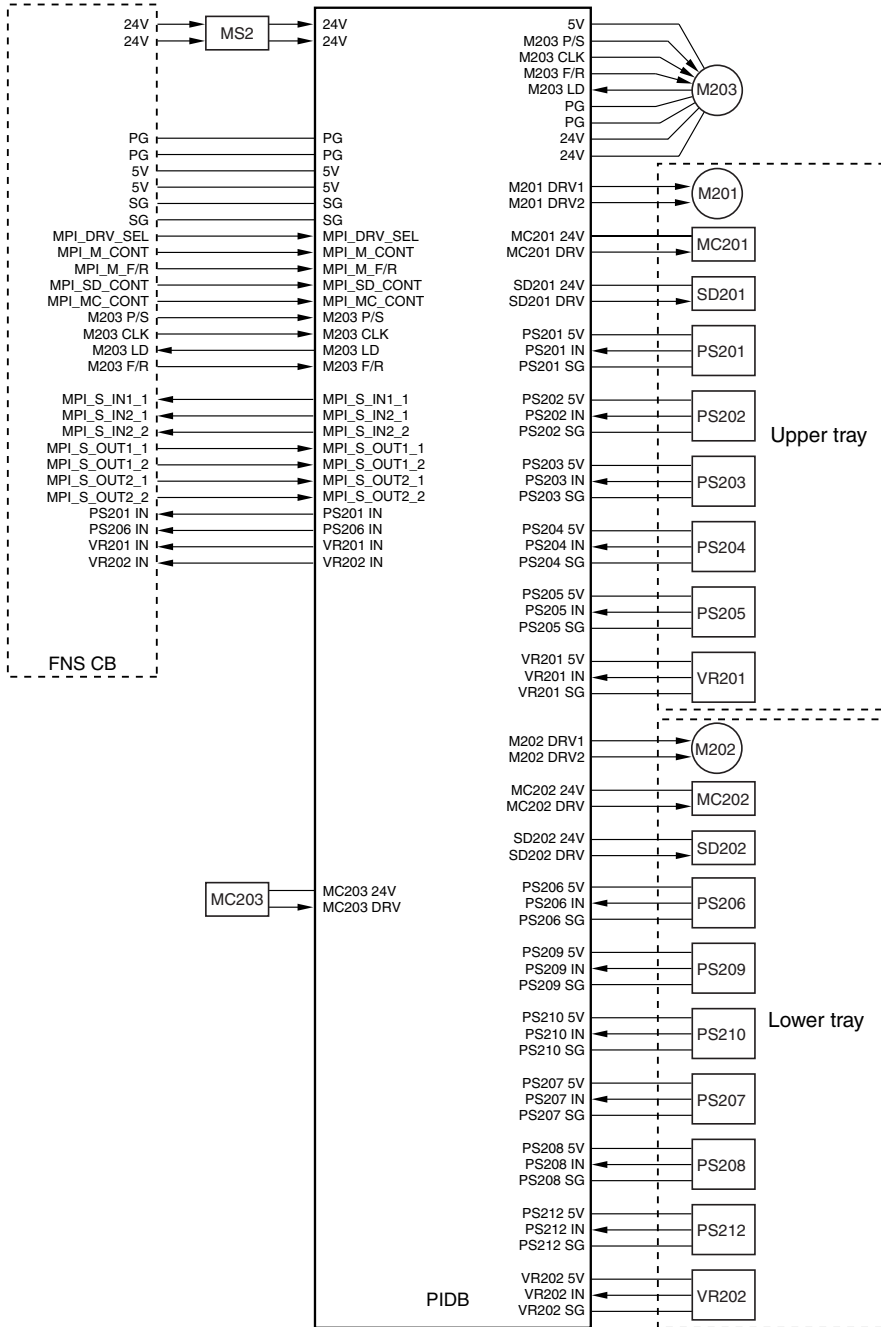 24V
24V
PG
PG
5V
5V
SG
SG
MPI_DRV_SEL
MPI_M_CONT
MPI_M_F/R
MPI_SD_CONT
MPI_MC_CONT
M203 P/S
M203 CLK
M203 LD
M203 F/R
MPI_S_IN1_1
MPI_S_IN2_1
MPI_S_IN2_2
MPI_S_OUT1_1
MPI_S_OUT1_2
MPI_S_OUT2_1
MPI_S_OUT2_2
PS201 IN
PS206 IN
VR201 IN
VR202 IN
FNS CB
MS2
MC203
24V
24V
PG
PG
5V
5V
SG
SG
MPI_DRV_SEL
MPI_M_CONT
MPI_M_F/R
MPI_SD_CONT
MPI_MC_CONT
M203 P/S
M203 CLK
M203 LD
M203 F/R
MPI_S_IN1_1
MPI_S_IN2_1
MPI_S_IN2_2
MPI_S_OUT1_1
MPI_S_OUT1_2
MPI_S_OUT2_1
MPI_S_OUT2_2
PS201 IN
PS206 IN
VR201 IN
VR202 IN
MC203 24V
MC203 DRV
PIDB
5V
M203 P/S
M203 CLK
M203 F/R
M203 LD
PG
PG
24V
24V
M203
M201 DRV1
M201 DRV2
M201
MC201 24V
MC201 DRV
MC201
SD201 24V
SD201 DRV
SD201
PS201 5V
PS201 IN
PS201 SG
PS201
PS202 5V
PS202 IN
PS202 SG
PS202
Upper tray
PS203 5V
PS203 IN
PS203 SG
PS203
PS204 5V
PS204 IN
PS204 SG
PS204
PS205 5V
PS205 IN
PS205 SG
PS205
VR201 5V
VR201 IN
VR201 SG
VR201
M202 DRV1
M202 DRV2
M202
MC202 24V
MC202 DRV
MC202
SD202 24V
SD202 DRV
SD202
PS206 5V
PS206 IN
PS206 SG
PS206
PS209 5V
PS209 IN
PS209 SG
PS209
Lower tray
PS210 5V
PS210 IN
PS210 SG
PS210
PS207 5V
PS207 IN
PS207 SG
PS207
PS208 5V
PS208 IN
PS208 SG
PS208
PS212 5V
PS212 IN
PS212 SG
PS212
VR202 5V
VR202 IN
VR202 SG
VR202